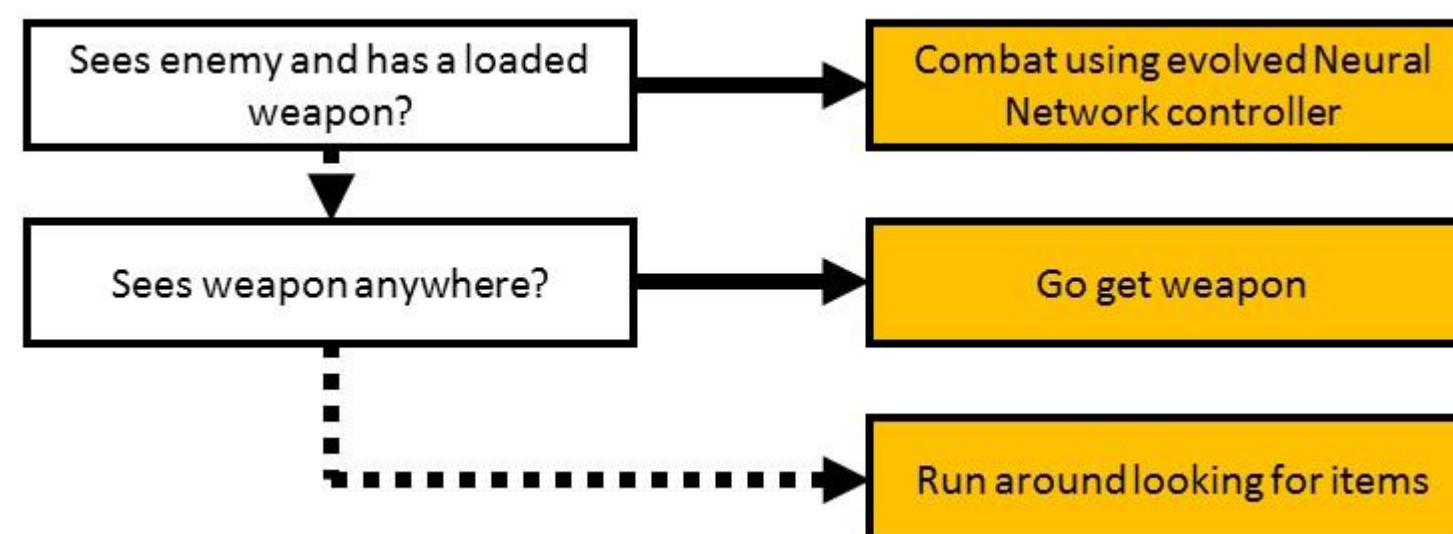 Sees enemy and has a loaded
weapon?
Combat using evolved Neural
Network controller
Sees weapon anywhere?
Go get weapon
Run around looking for items